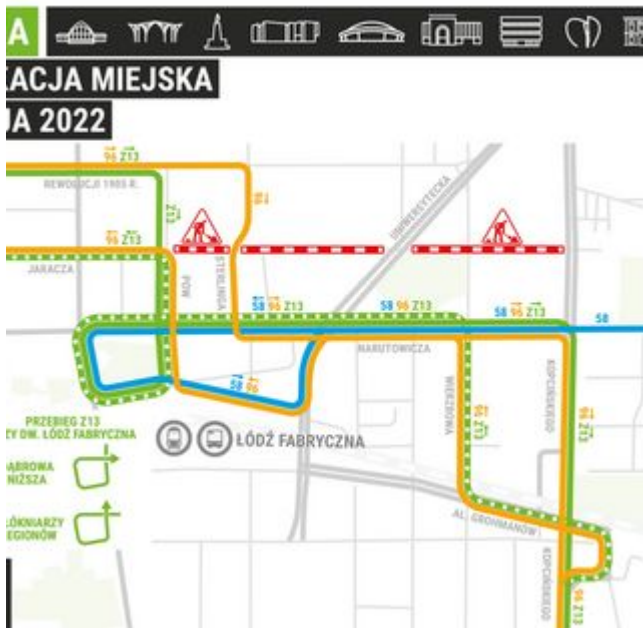 A
KACJA MIEJSKA
JA 2022
96 Z13
REWOLUCJI 1905 R.
Z13
96
UNIWERSYTECKA
96 Z13
JARACZA
POW
STERLINGA
58 96 Z13
58 96 Z13
58 96 Z13
58
NARUTOWICZA
WIERZBOWA
KOPCIŃSKIEGO
58 96
96 Z13
96 Z13
PRZEBIEG Z13
ZY DW. ŁÓDŹ FABRYCZNA
ŁÓDŹ FABRYCZNA
DĄBROWA
NIŻSZA
ŁÓKNIARZY
EGIONÓW
AL. GROHMANÓW
KOPCIŃSKIEGO
96 Z13